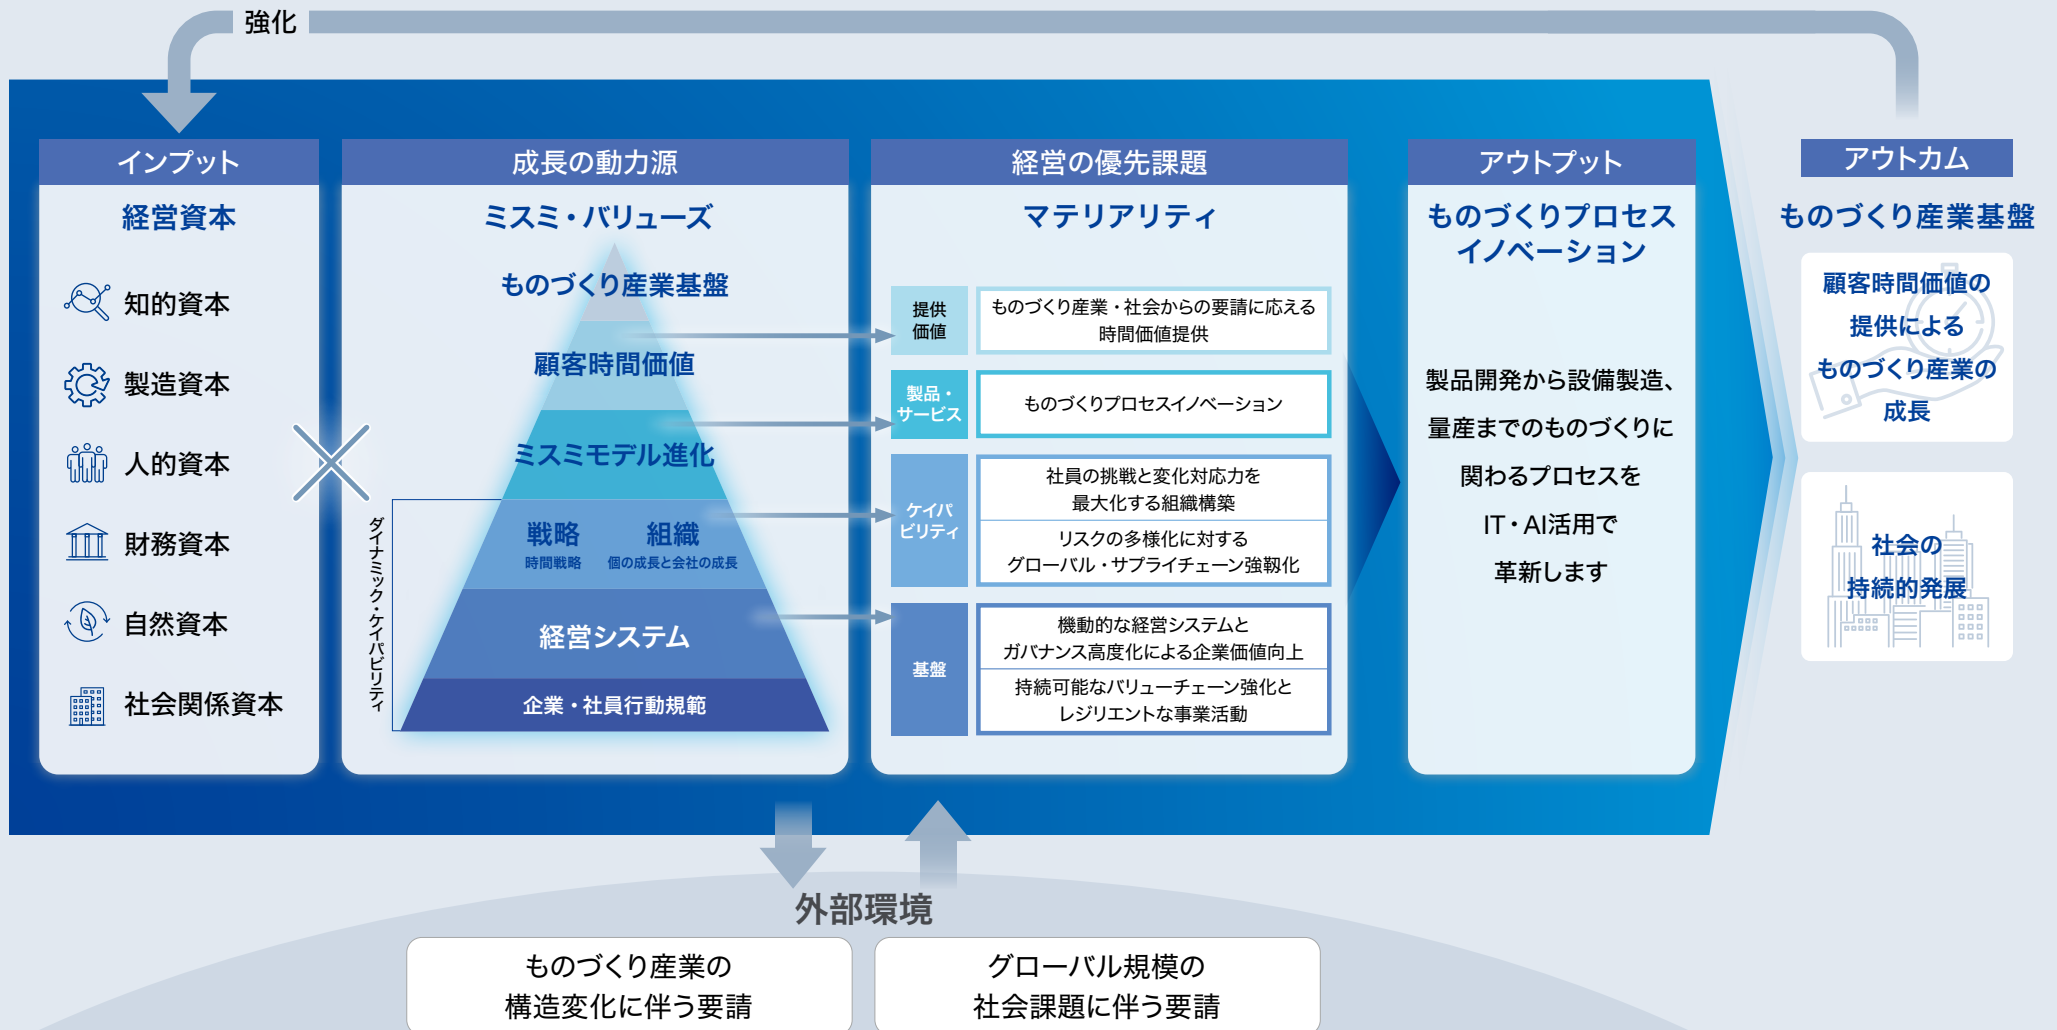 強化
インプット
経営資本
知的資本
製造資本
人的資本
財務資本
自然資本
社会関係資本
成長の動力源
ミスミ・バリューズ
ものづくり産業基盤
顧客時間価値
ミスミモデル進化
ダイナミック・ケイパビリティ
戦略
時間戦略
組織
個の成長と会社の成長
経営システム
企業・社員行動規範
経営の優先課題
マテリアリティ
提供
価値
ものづくり産業・社会からの要請に応える
時間価値提供
製品・
サービス
ものづくりプロセスイノベーション
ケイパ
ビリティ
社員の挑戦と変化対応力を
最大化する組織構築
リスクの多様化に対する
グローバル・サプライチェーン強靱化
基盤
機動的な経営システムと
ガバナンス高度化による企業価値向上
持続可能なバリューチェーン強化と
レジリエントな事業活動
アウトプット
ものづくりプロセス
イノベーション
製品開発から設備製造、
量産までのものづくりに
関わるプロセスを
IT・AI活用で
革新します
アウトカム
ものづくり産業基盤
顧客時間価値の
提供による
ものづくり産業の
成長
社会の
持続的発展
外部環境
ものづくり産業の
構造変化に伴う要請
グローバル規模の
社会課題に伴う要請